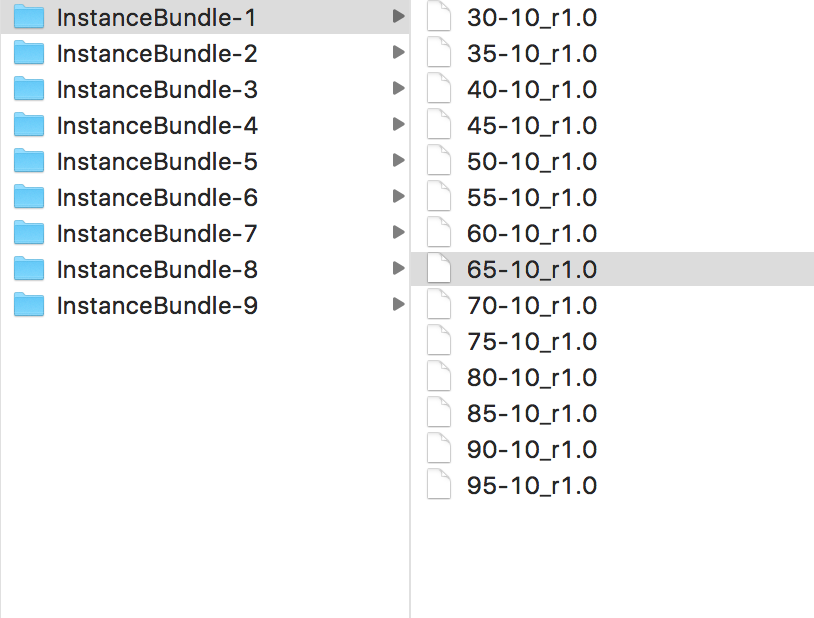 InstanceBundle-1
InstanceBundle-2
InstanceBundle-3
InstanceBundle-4
InstanceBundle-5
InstanceBundle-6
InstanceBundle-7
InstanceBundle-8
InstanceBundle-9
30-10_r1.0
35-10_r1.0
40-10_r1.0
45-10_r1.0
50-10_r1.0
55-10_r1.0
60-10_r1.0
65-10_r1.0
70-10_r1.0
75-10_r1.0
80-10_r1.0
85-10_r1.0
90-10_r1.0
95-10_r1.0